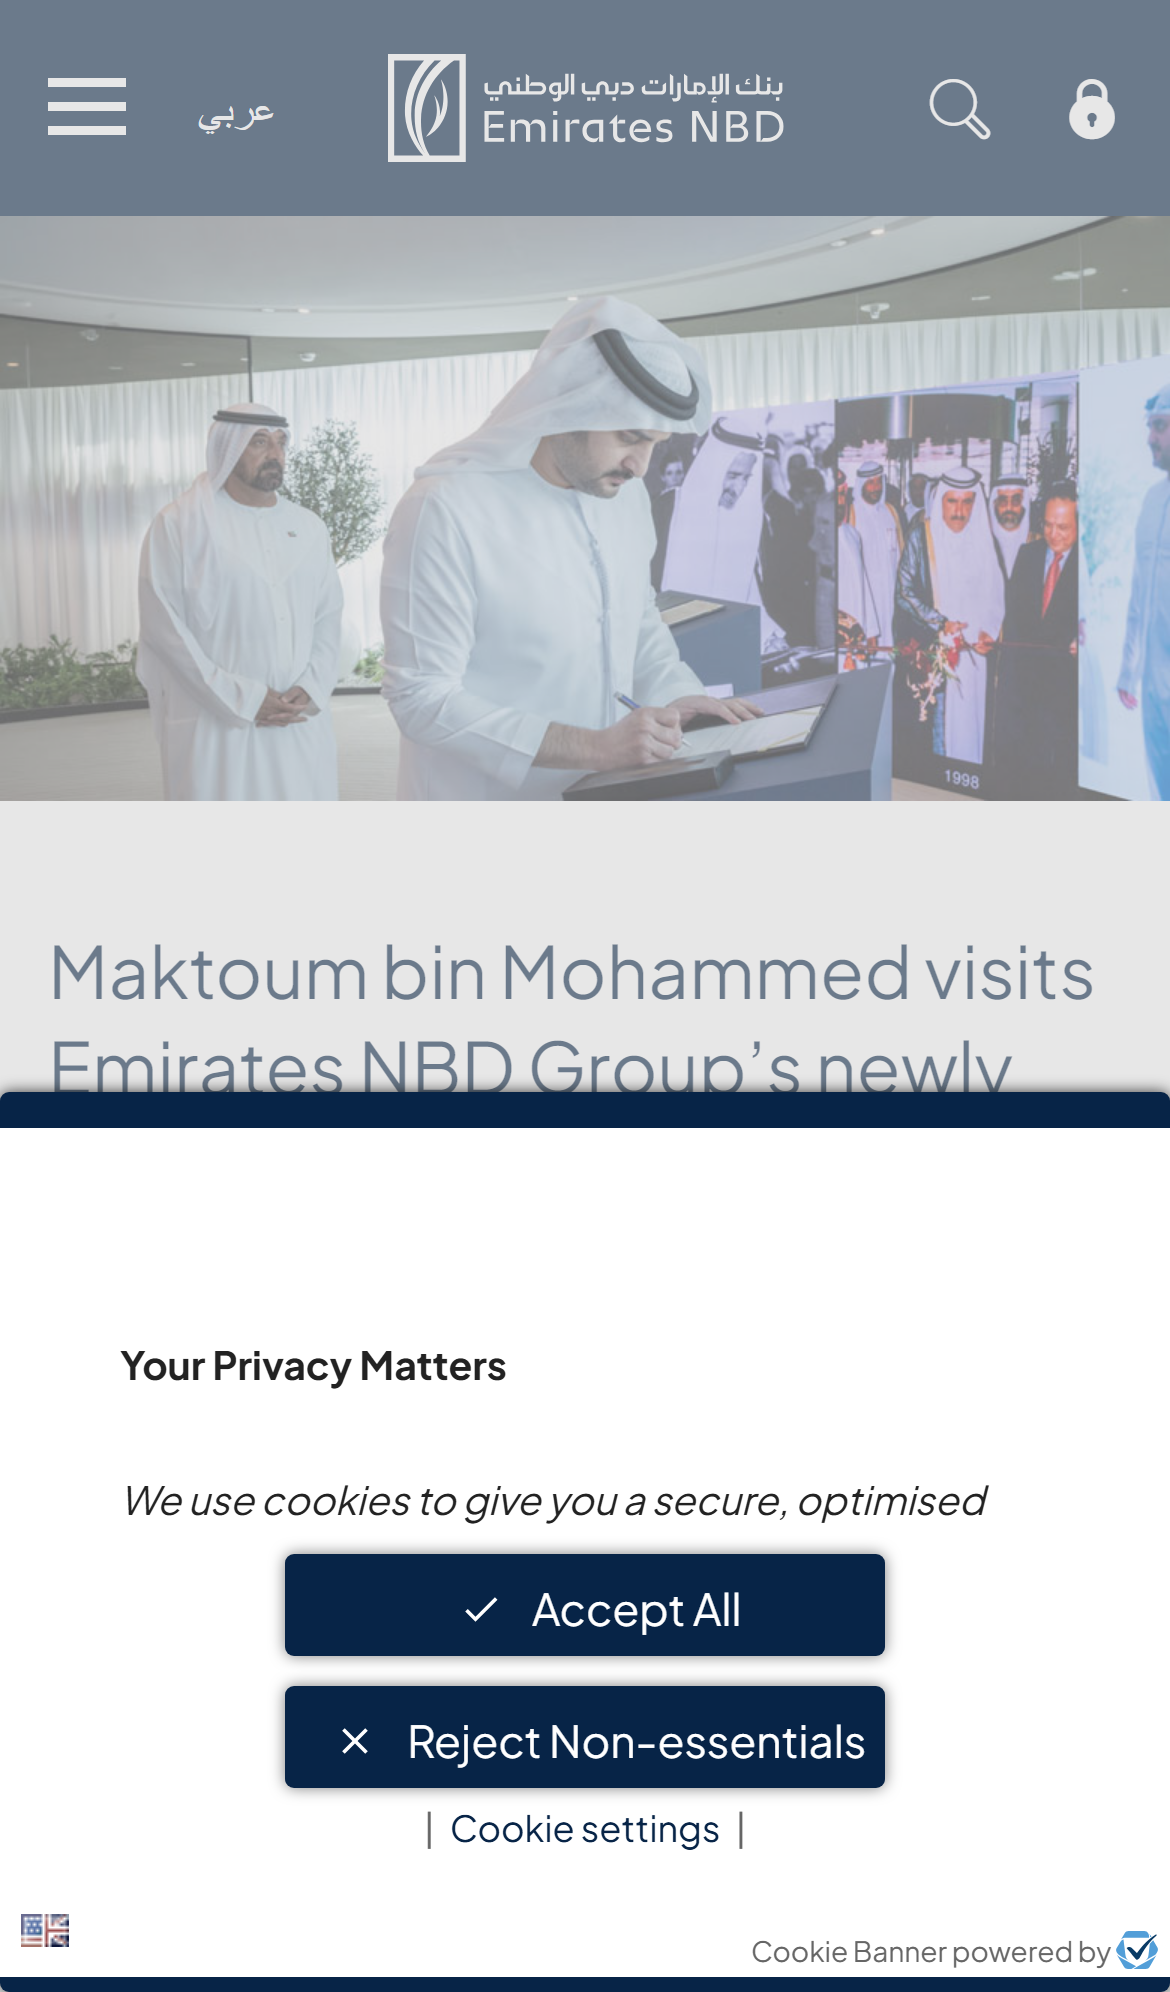 عربي
بنك الإمارات دبي الوطني
Emirates NBD
1998
Maktoum bin Mohammed visits
Emirates NBD Group’s newly
Your Privacy Matters
We use cookies to give you a secure, optimised
Accept All
Reject Non-essentials
| Cookie settings |
Cookie Banner powered by